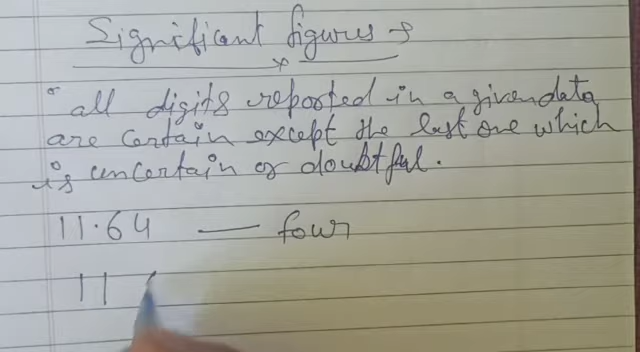 Significant figures →
° all digits reported in a given data
are certain except the last one which
is uncertain or doubtful.
11.64 — four
11